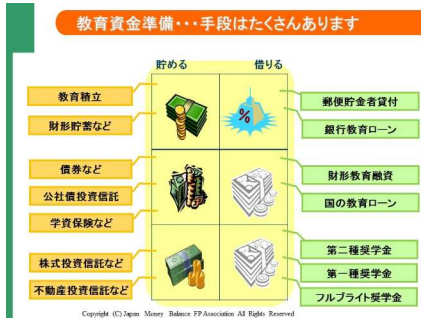 教育資金準備・・・手段はたくさんあります
貯める
借りる
教育積立
財形貯蓄など
債券など
公社債投資信託
学資保険など
株式投資信託など
不動産投資信託など
%
郵便貯金者貸付
銀行教育ローン
財形教育融資
国の教育ローン
第二種奨学金
第一種奨学金
フルブライト奨学金
Copyright (C) Japan Money Balance FP Association All Rights Reserved